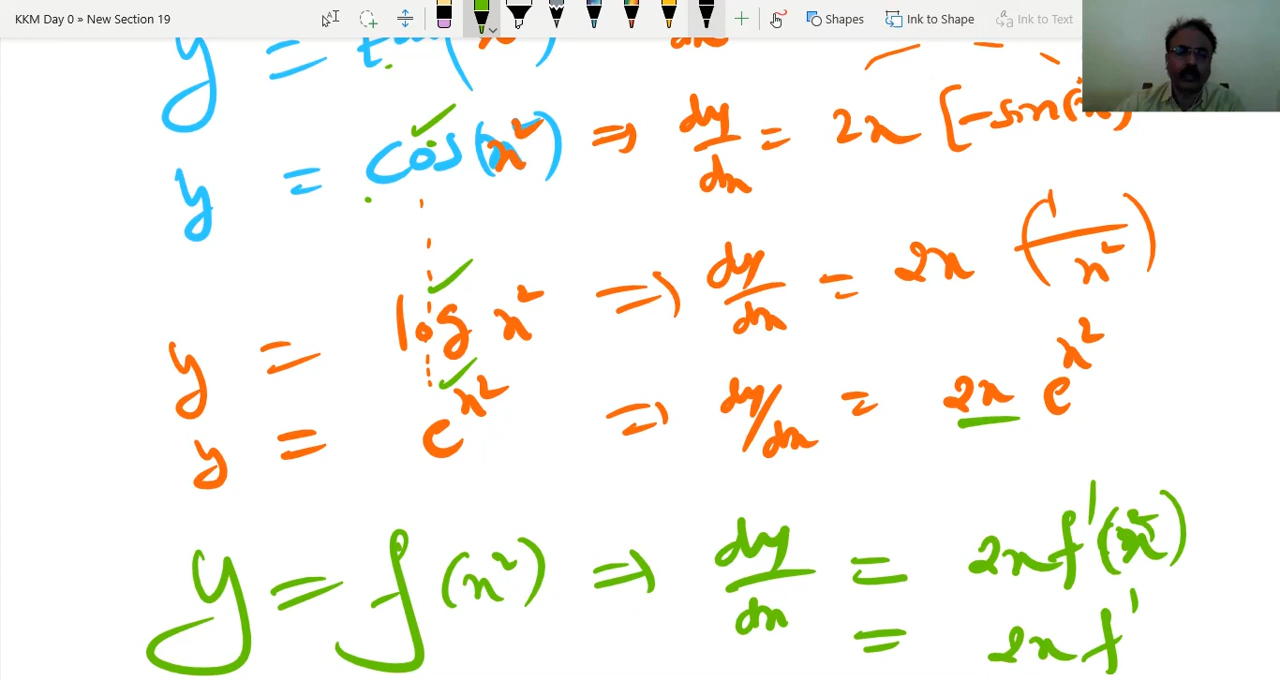 KKM Day 0 » New Section 19 Shapes Ink to Shape Ink to Text
y =
y = cos(x²) ⇒ dy/dx = 2x [-sin(
y = log x² ⇒ dy/dx = 2x (1/x²)
y = e^x² ⇒ dy/dx = 2x e^x²
y = f(x²) ⇒ dy/dx = 2x f'(x²)
= 2x f'